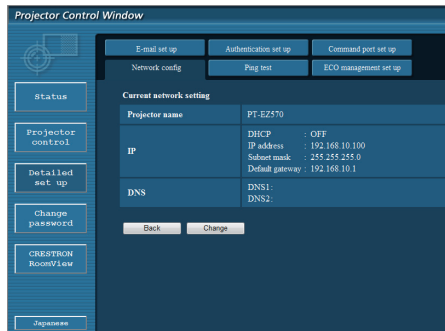 Projector Control Window
E-mail set up
Authentication set up
Command port set up
Network config
Ping test
ECO management set up
Status
Projector
control
Detailed
set up
Change
password
CRESTRON
RoomView
Japanese
Current network setting
Projector name
PT-EZ570
IP
DHCP : OFF
IP address : 192.168.10.100
Subnet mask : 255.255.255.0
Default gateway : 192.168.10.1
DNS
DNS1:
DNS2:
Back
Change